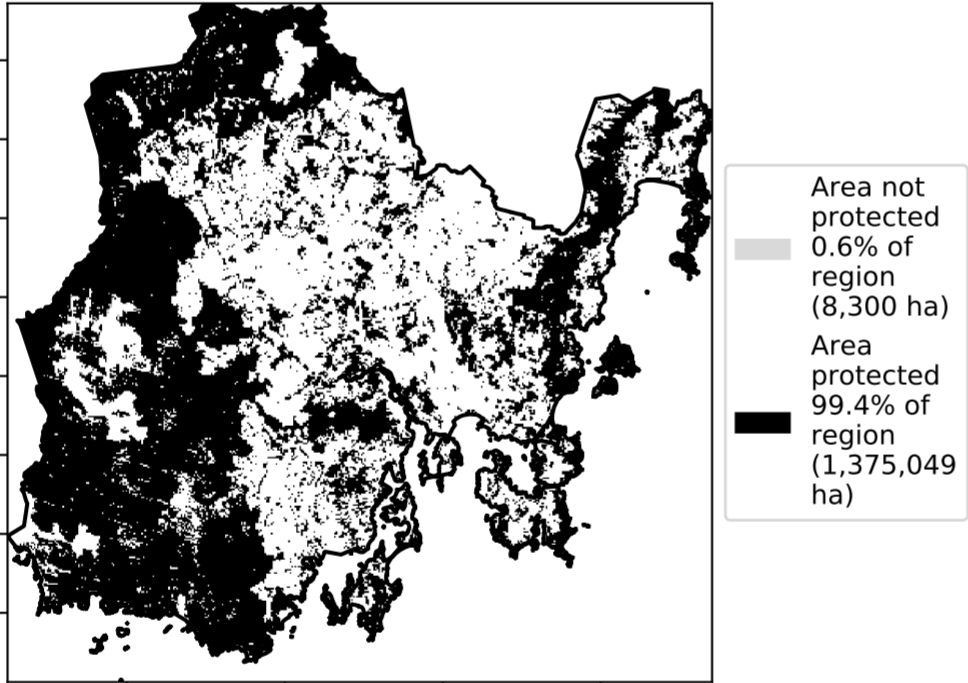 Area not
protected
0.6% of
region
(8,300 ha)
Area
protected
99.4% of
region
(1,375,049
ha)